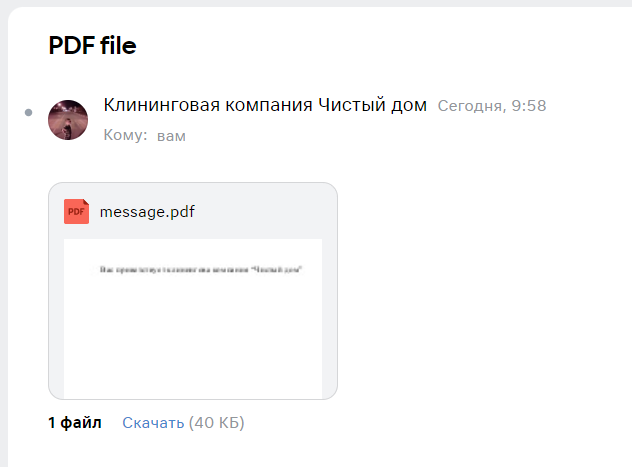 PDF file
Клининговая компания Чистый дом Сегодня, 9:58
Кому: вам
PDF message.pdf
Вас приветствует клинингова компания "Чистый дом"
1 файл Скачать (40 КБ)